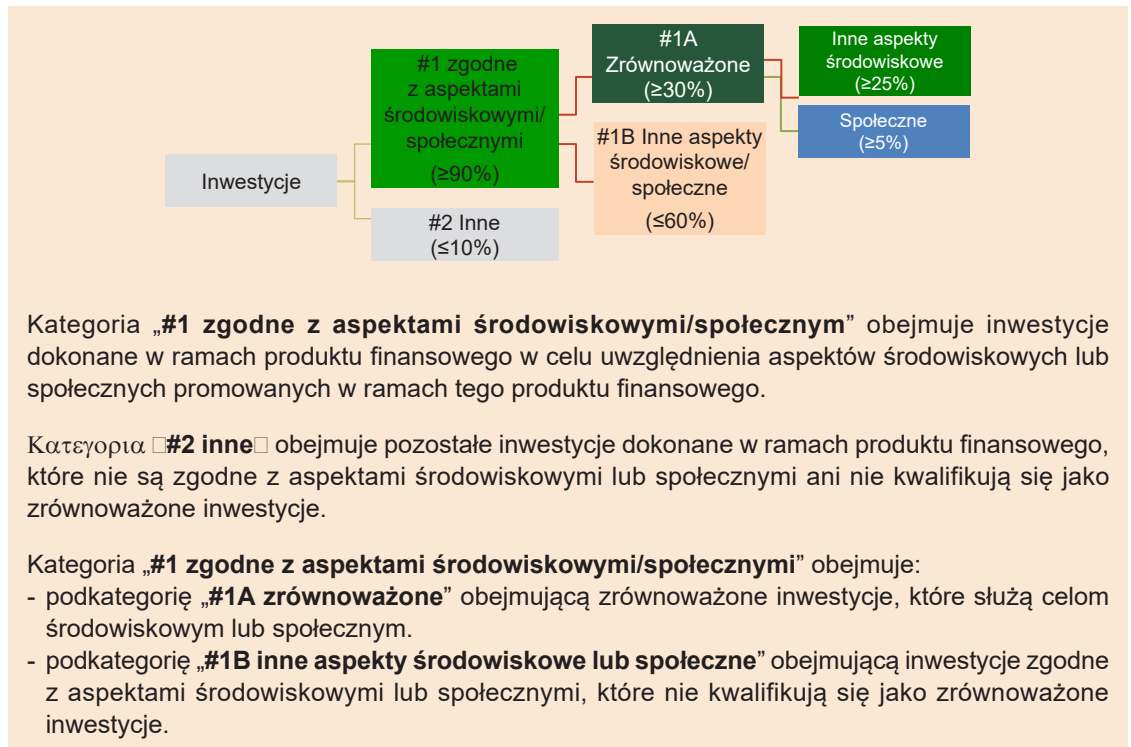 Inwestycje
#1 zgodne
z aspektami
środowiskowymi/
społecznymi
(≥90%)
#2 Inne
(≤10%)
#1A
Zrównoważone
(≥30%)
#1B Inne aspekty
środowiskowe/
społeczne
(≤60%)
Inne aspekty
środowiskowe
(≥25%)
Społeczne
(≥5%)
Kategoria „#1 zgodne z aspektami środowiskowymi/społecznym” obejmuje inwestycje
dokonane w ramach produktu finansowego w celu uwzględnienia aspektów środowiskowych lub
społecznych promowanych w ramach tego produktu finansowego.
Κατεγορια □#2 inne□ obejmuje pozostałe inwestycje dokonane w ramach produktu finansowego,
które nie są zgodne z aspektami środowiskowymi lub społecznymi ani nie kwalifikują się jako
zrównoważone inwestycje.
Kategoria „#1 zgodne z aspektami środowiskowymi/społecznymi” obejmuje:
- podkategorię „#1A zrównoważone” obejmującą zrównoważone inwestycje, które służą celom
środowiskowym lub społecznym.
- podkategorię „#1B inne aspekty środowiskowe lub społeczne” obejmującą inwestycje zgodne
z aspektami środowiskowymi lub społecznymi, które nie kwalifikują się jako zrównoważone
inwestycje.